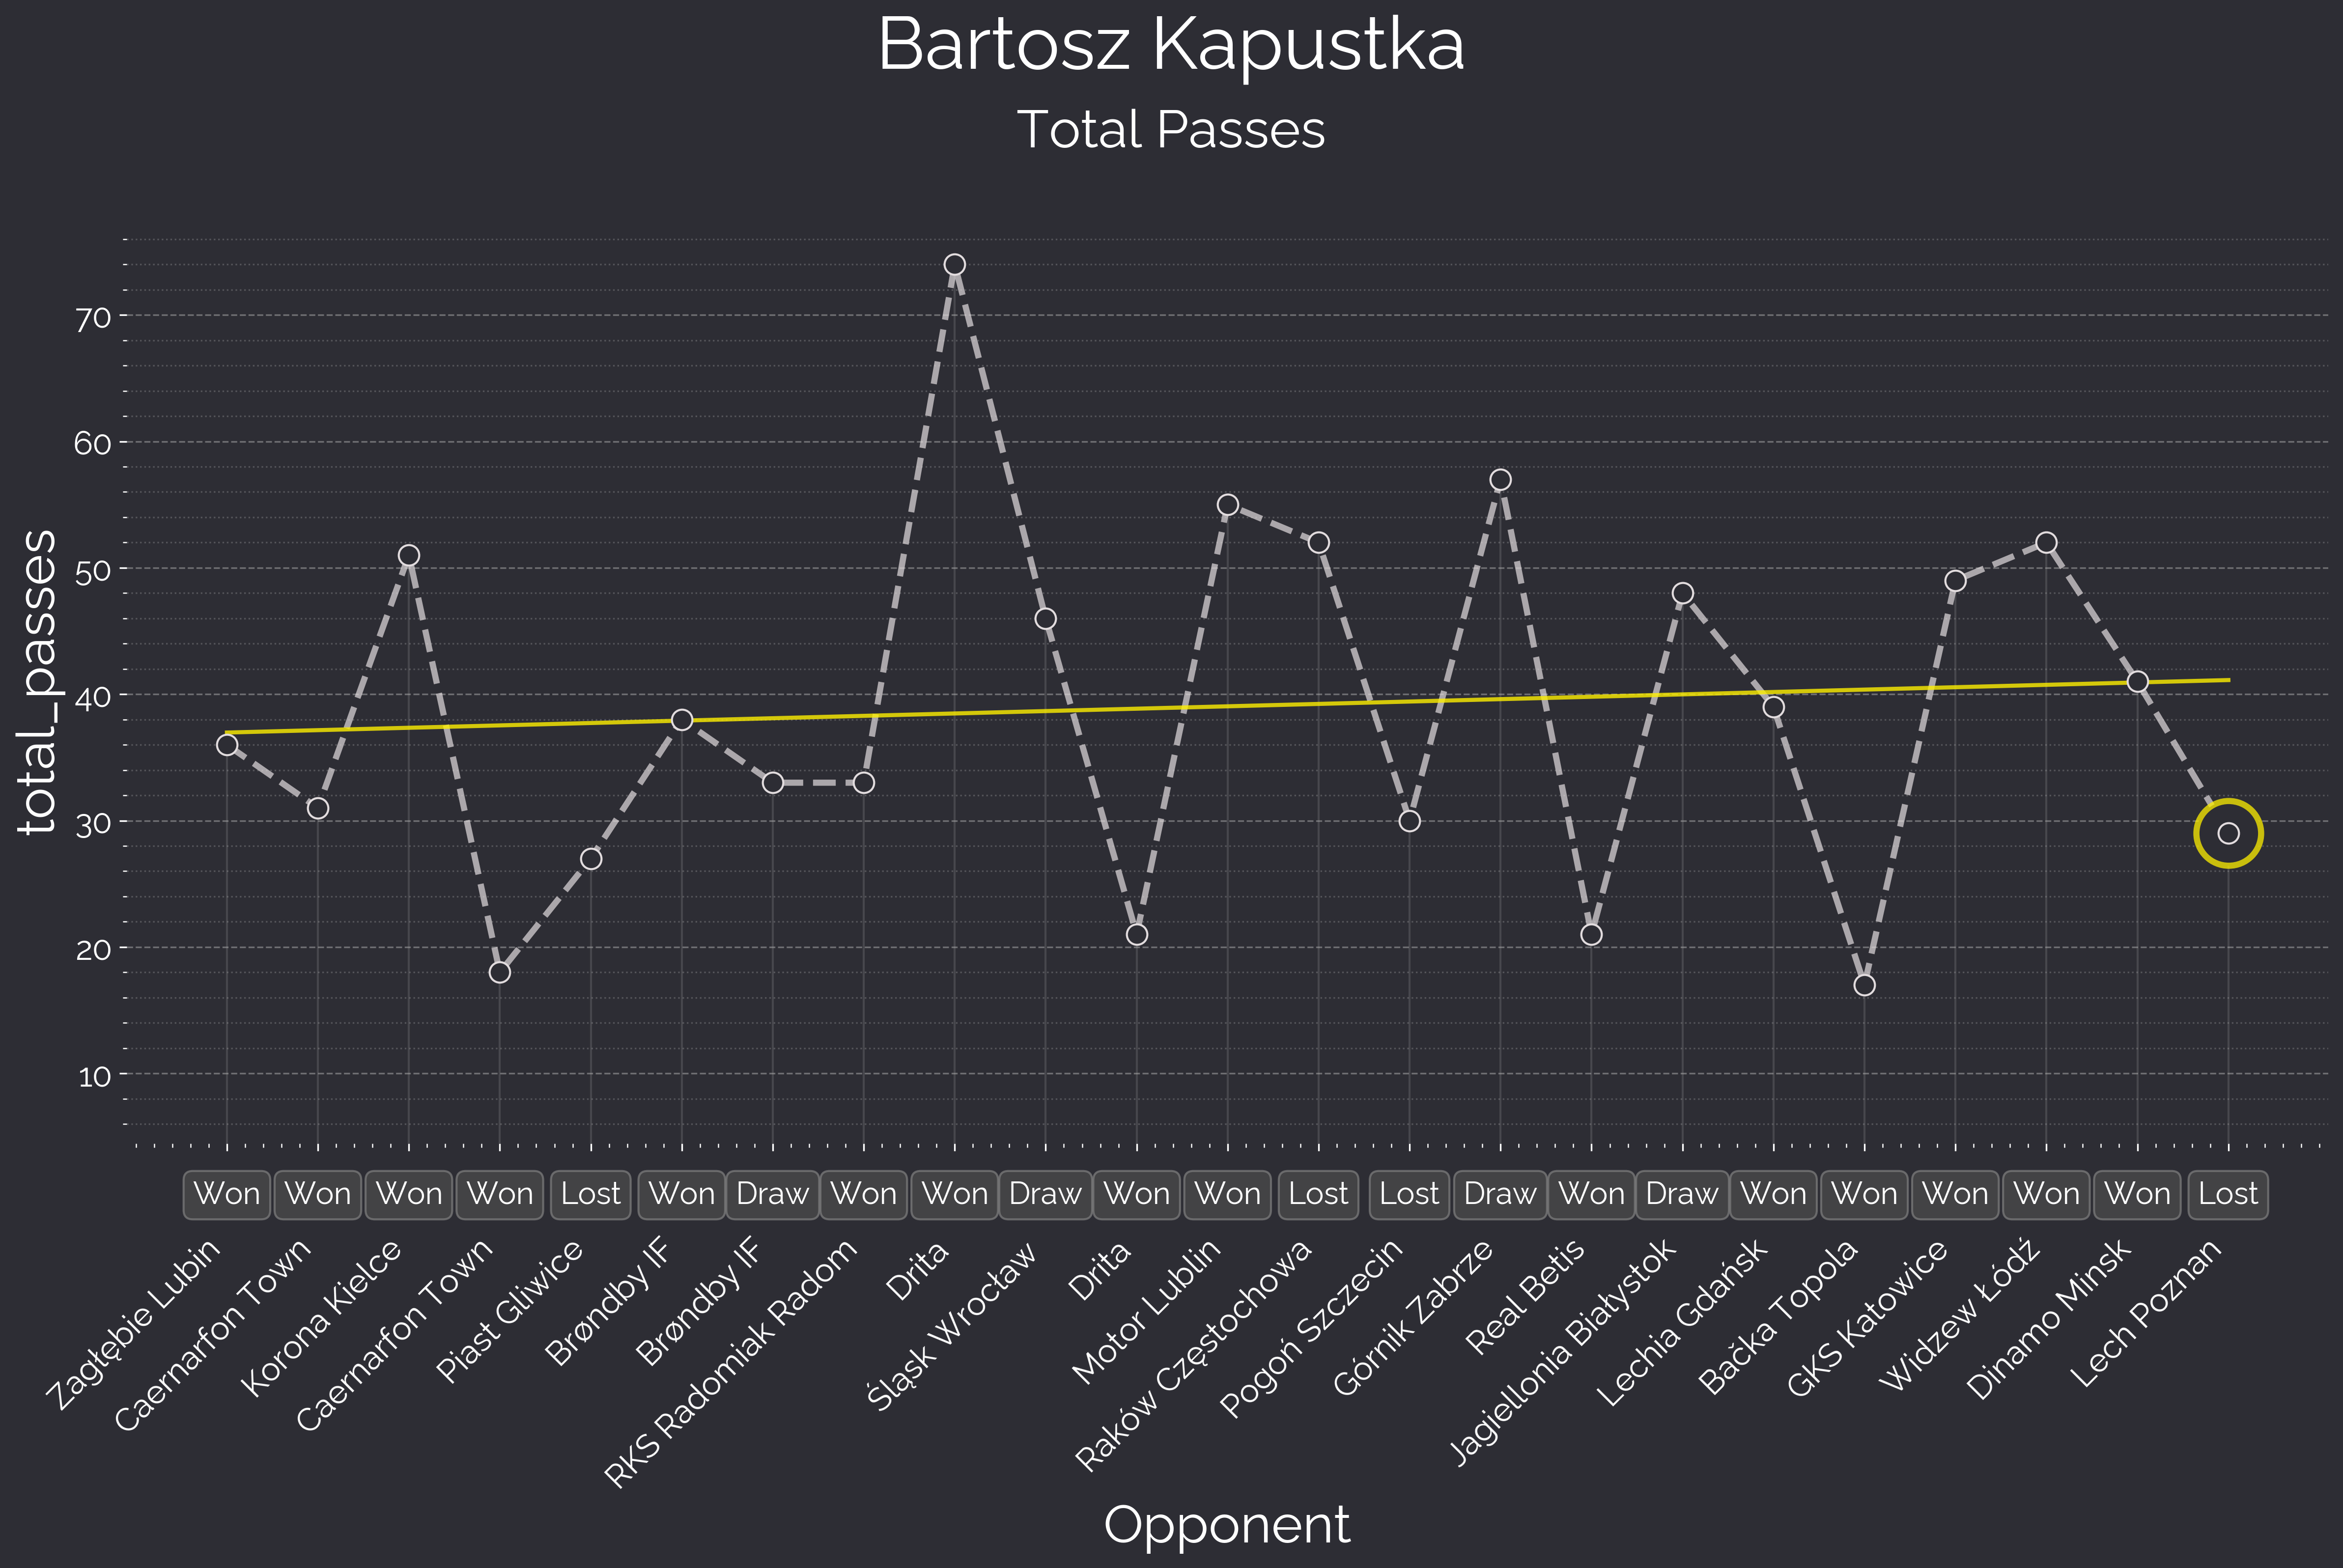 Bartosz Kapustka
Total Passes
total_passes
70
60
50
40
30
20
10
Won Won Won Won Lost Won Draw Won Won Draw Won Won Lost Lost Draw Won Draw Won Won Won Won Won Lost
Zagłębie Lubin
Caernarfon Town
Korona Kielce
Caernarfon Town
Piast Gliwice
Brøndby IF
Brøndby IF
RKS Radomiak Radom
Drita
Śląsk Wrocław
Drita
Motor Lublin
Raków Częstochowa
Pogoń Szczecin
Górnik Zabrze
Real Betis
Jagiellonia Białystok
Lechia Gdańsk
Bačka Topola
GKS Katowice
Widzew Łódź
Dinamo Minsk
Lech Poznan
Opponent